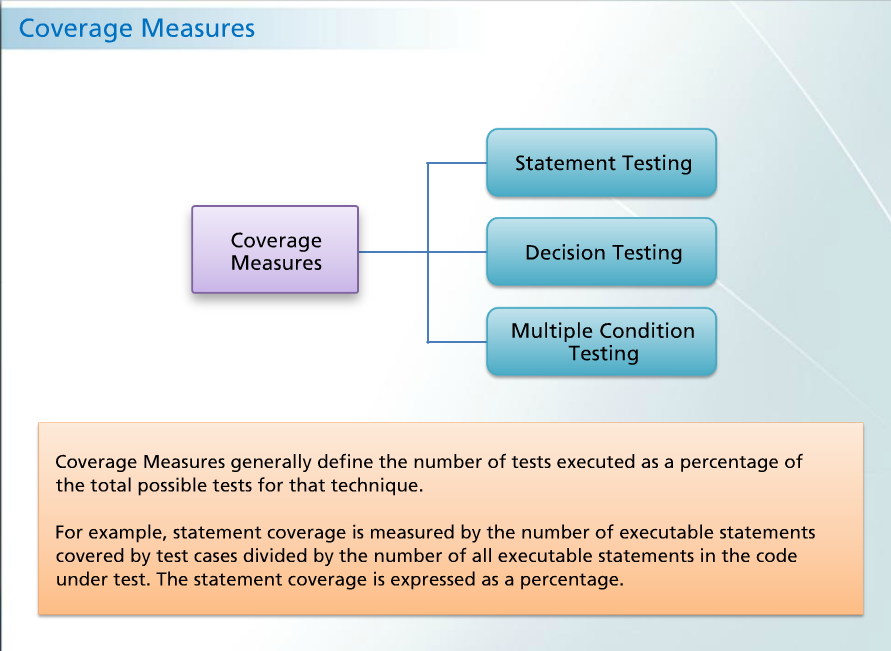 Coverage Measures
Statement Testing
Coverage
Measures
Decision Testing
Multiple Condition
Testing
Coverage Measures generally define the number of tests executed as a percentage of
the total possible tests for that technique.
For example, statement coverage is measured by the number of executable statements
covered by test cases divided by the number of all executable statements in the code
under test. The statement coverage is expressed as a percentage.